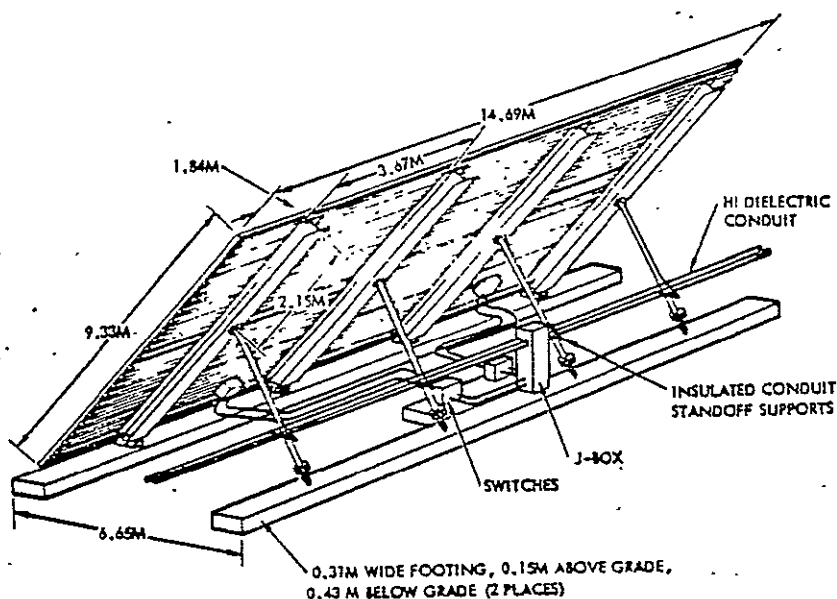 14.69M
1.84M
3.67M
HI DIELECTRIC
CONDUIT
2.15M
9.33M
INSULATED CONDUIT
STANDOFF SUPPORTS
J-BOX
SWITCHES
6.65M
0.37M WIDE FOOTING, 0.15M ABOVE GRADE,
0.43 M BELOW GRADE (2 PLACES)